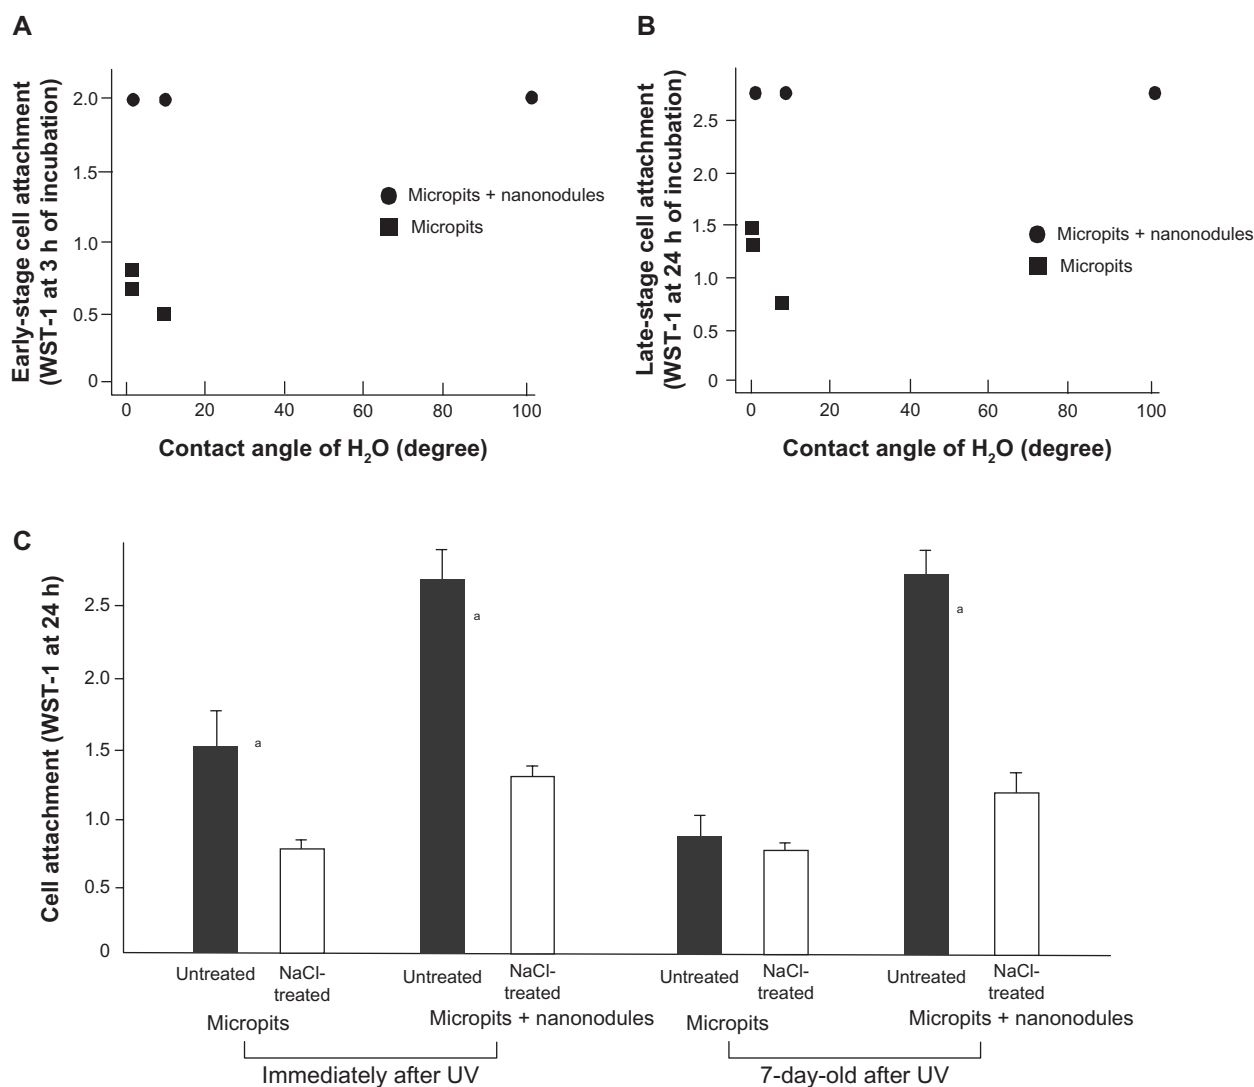 A
Early-stage cell attachment
(WST-1 at 3 h of incubation)
2.0
1.5
1.0
0.5
0
0 20 40 60 80 100
Contact angle of H2O (degree)
Micropits + nanonodules
Micropits
B
Late-stage cell attachment
(WST-1 at 24 h of incubation)
2.5
2.0
1.5
1.0
0.5
0
0 20 40 60 80 100
Contact angle of H2O (degree)
Micropits + nanonodules
Micropits
C
Cell attachment (WST-1 at 24 h)
2.5
2.0
1.5
1.0
0.5
0
a
a
a
Untreated NaCl-treated Untreated NaCl-treated Untreated NaCl-treated Untreated NaCl-treated
Micropits Micropits + nanonodules Micropits Micropits + nanonodules
Immediately after UV 7-day-old after UV